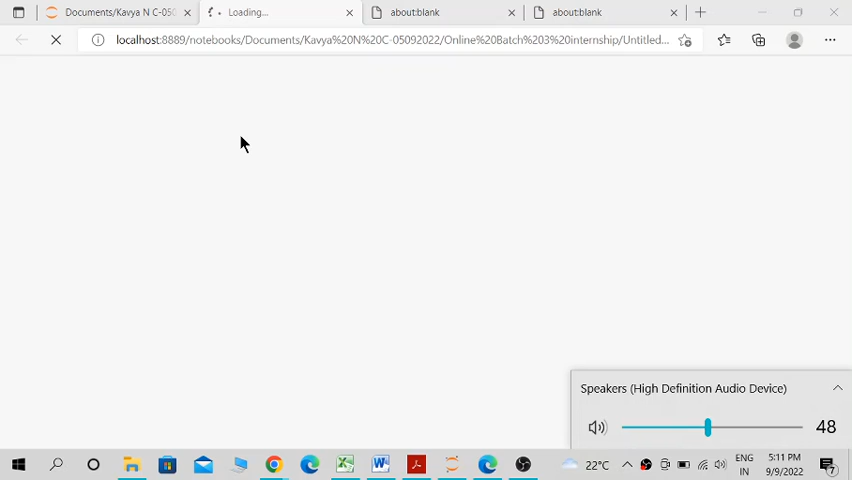 Documents/Kavya N C-050
Loading...
about:blank
about:blank
localhost:8889/notebooks/Documents/Kavya%20N%20C-05092022/Online%20Batch%203%20internship/Untitled...
Speakers (High Definition Audio Device)
48
22°C
ENG
IN
5:11 PM
9/9/2022
7